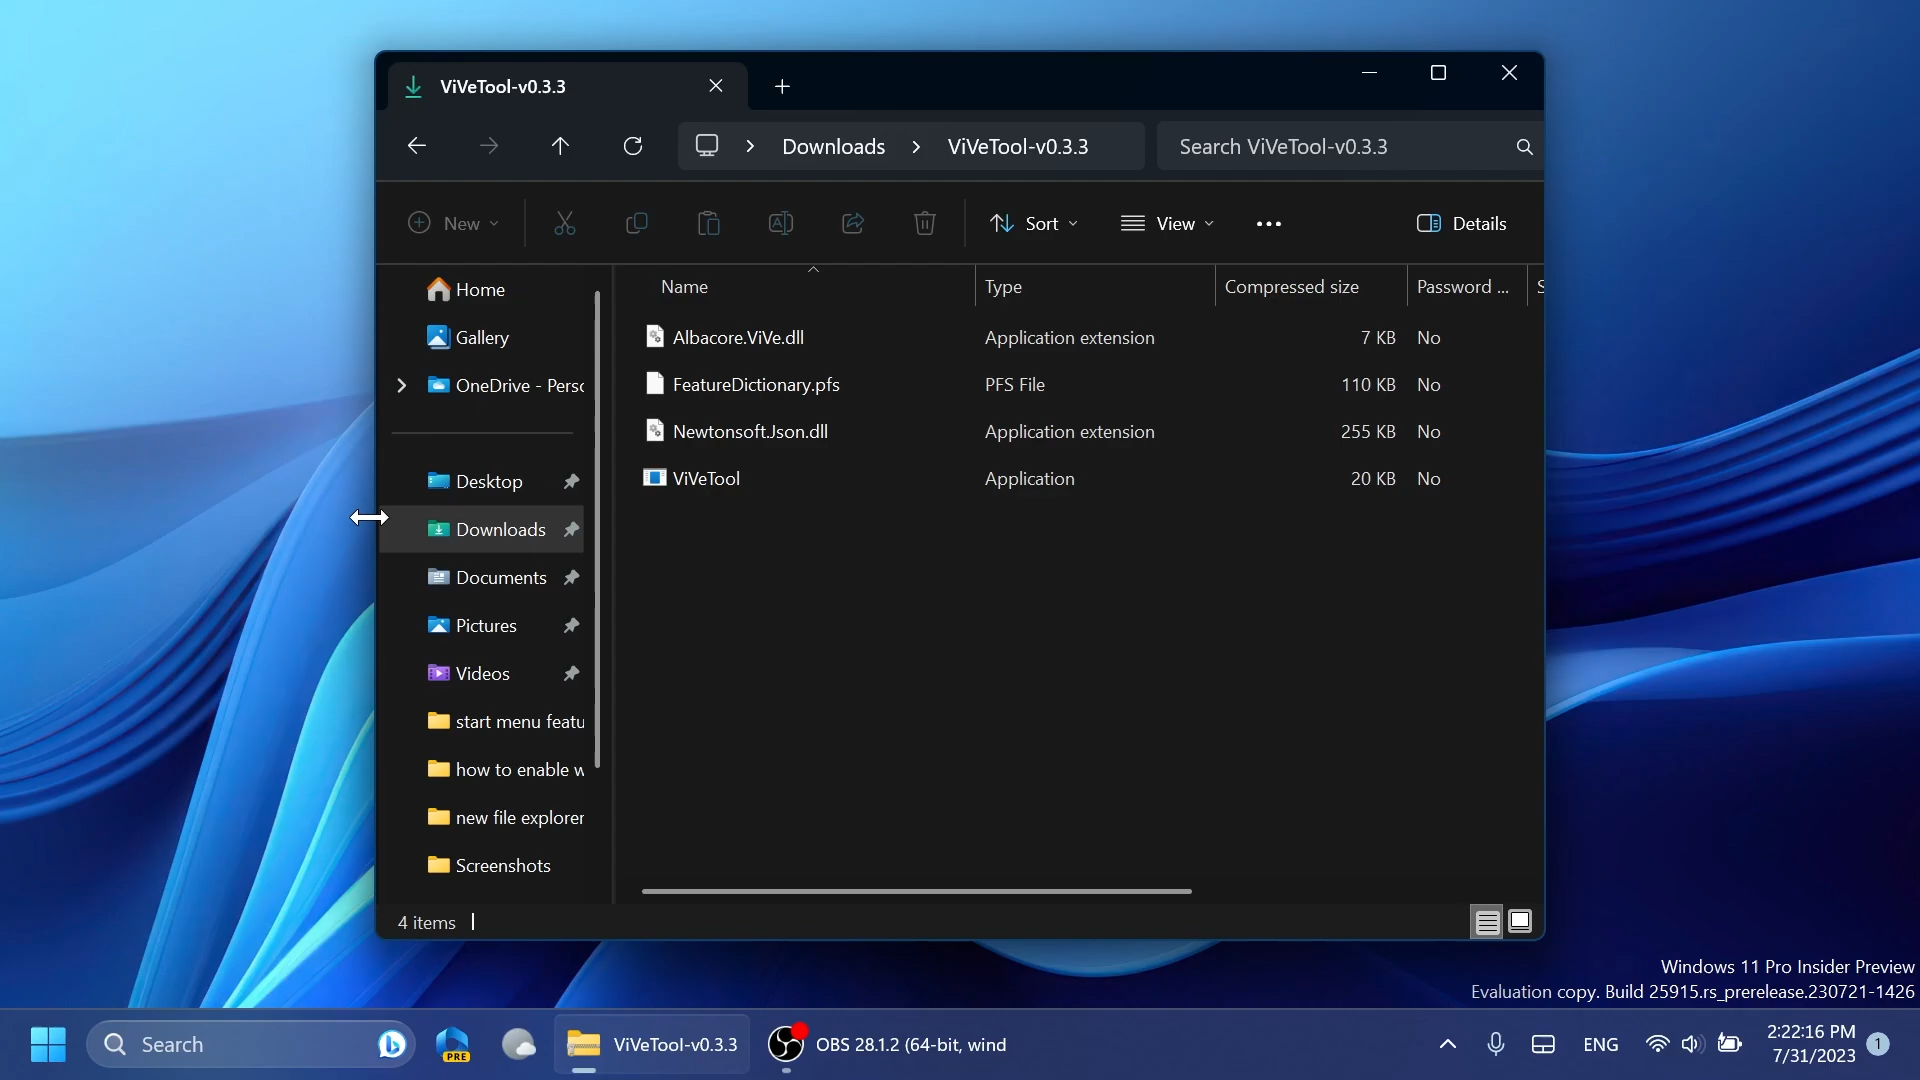 ViVeTool-v0.3.3
Downloads ViVeTool-v0.3.3 Search ViVeTool-v0.3.3
New Sort View Details
Home
Gallery
OneDrive - Perso
Desktop
Downloads
Documents
Pictures
Videos
start menu featu
how to enable w
new file explorer
Screenshots
Name Type Compressed size Password ... S
Albacore.ViVe.dll Application extension 7 KB No
FeatureDictionary.pfs PFS File 110 KB No
Newtonsoft.Json.dll Application extension 255 KB No
ViVeTool Application 20 KB No
4 items
Windows 11 Pro Insider Preview
Evaluation copy. Build 25915.rs_prerelease.230721-1426
Search PRE ViVeTool-v0.3.3 OBS 28.1.2 (64-bit, wind ENG 2:22:16 PM 1
7/31/2023